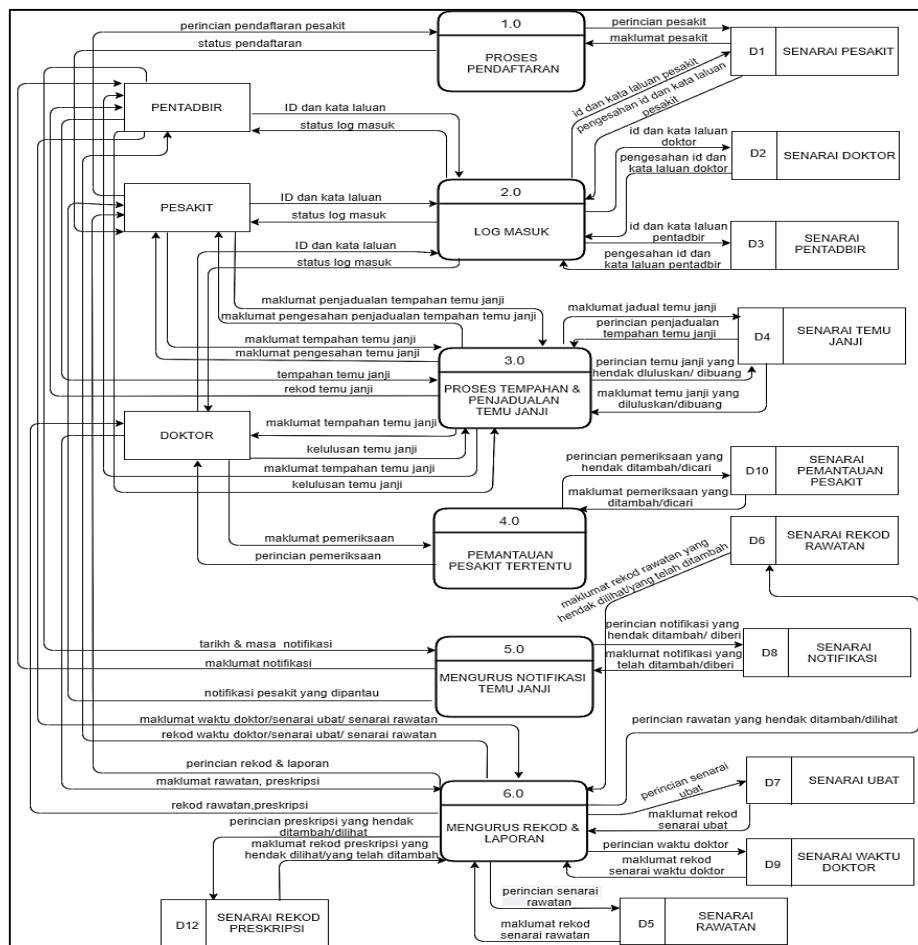 perincian pendaftaran pesakit
status pendaftaran
1.0
PROSES
PENDAFTARAN
perincian pesakit
maklumat pesakit
D1
SENARAI PESAKIT
id dan kata laluan pesakit
pengesahan id dan kata laluan
pesakit
PENTADBIR
ID dan kata laluan
status log masuk
id dan kata laluan
doktor
pengesahan id dan
kata laluan doktor
D2
SENARAI DOKTOR
PESAKIT
ID dan kata laluan
status log masuk
2.0
LOG MASUK
id dan kata laluan
pentadbir
pengesahan id dan
kata laluan pentadbir
D3
SENARAI
PENTADBIR
ID dan kata laluan
status log masuk
maklumat penjadualan tempahan temu janji
maklumat pengesahan penjadualan tempahan temu janji
maklumat tempahan temu janji
maklumat pengesahan temu janji
tempahan temu janji
rekod temu janji
3.0
PROSES TEMPAHAN &
PENJADUALAN
TEMU JANJI
maklumat jadual temu janji
perincian penjadualan
tempahan temu janji
D4
SENARAI TEMU
JANJI
perincian temu janji yang
hendak dluluskan/ dibuang
maklumat temu janji yang
diluluskan/dibuang
DOKTOR
maklumat tempahan temu janji
kelulusan temu janji
maklumat tempahan temu janji
kelulusan temu janji
perincian pemeriksaan yang
hendak ditambah/dicari
maklumat pemeriksaan yang
ditambah/dicari
D10
SENARAI
PEMANTAUAN
PESAKIT
4.0
PEMANTAUAN
PESAKIT TERTENTU
maklumat pemeriksaan
perincian pemeriksaan
D6
SENARAI REKOD
RAWATAN
maklumat rekod rawatan yang
hendak dilihat/yang telah ditambah
tarikh & masa notifikasi
maklumat notifikasi
notifikasi pesakit yang dipantau
5.0
MENGURUS NOTIFIKASI
TEMU JANJI
perincian notifikasi yang
hendak ditambah/ diberi
maklumat notifikasi yang
telah ditambah/diberi
D8
SENARAI
NOTIFIKASI
maklumat waktu doktor/senarai ubat/ senarai rawatan
rekod waktu doktor/senarai ubat/ senarai rawatan
perincian rawatan yang hendak ditambah/dilihat
perincian rekod & laporan
maklumat rawatan, preskripsi
rekod rawatan,preskripsi
6.0
MENGURUS REKOD &
LAPORAN
perincian senarai
ubat
maklumat rekod
senarai ubat
D7
SENARAI UBAT
perincian preskripsi yang hendak
ditambah/dilihat
maklumat rekod preskripsi yang
hendak dilihat/yang telah ditambah
perincian waktu doktor
maklumat rekod
senarai waktu doktor
D9
SENARAI WAKTU
DOKTOR
perincian senarai
rawatan
maklumat rekod
senarai rawatan
D12
SENARAI REKOD
PRESKRIPSI
D5
SENARAI
RAWATAN